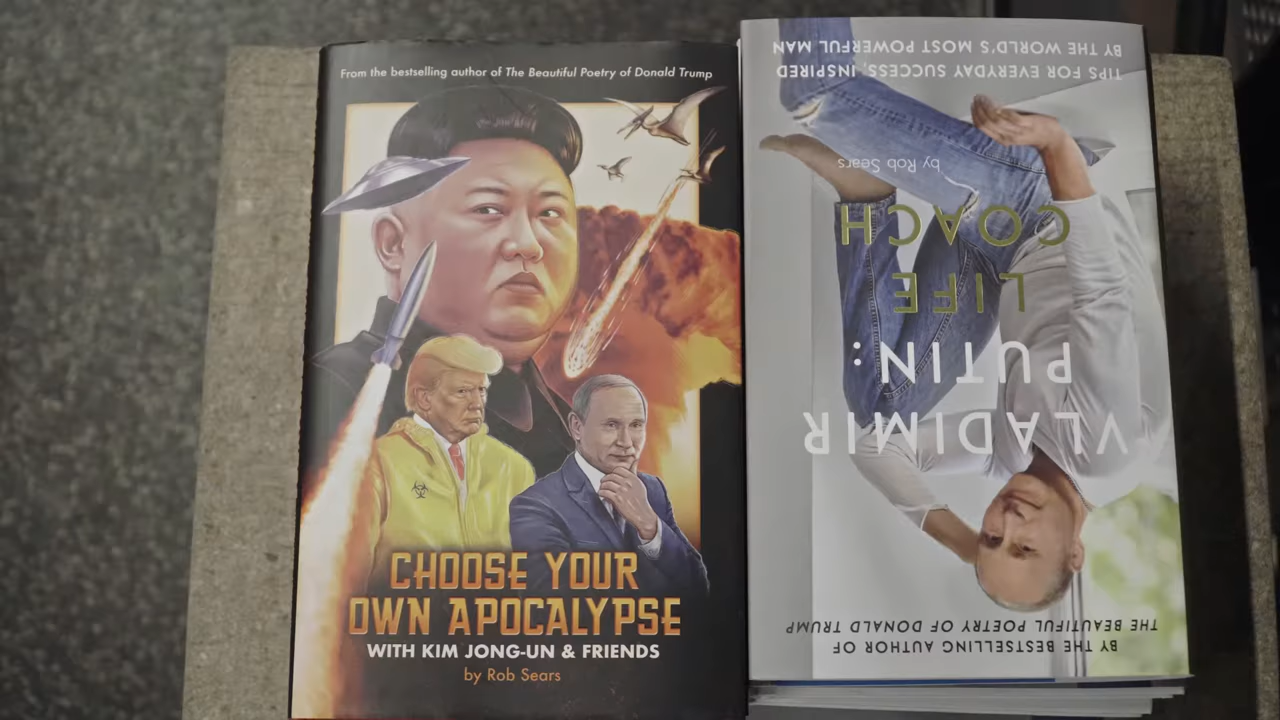 From the bestselling author of The Beautiful Poetry of Donald Trump
CHOOSE YOUR
OWN APOCALYPSE
WITH KIM JONG-UN & FRIENDS
by Rob Sears
BY THE BESTSELLING AUTHOR OF
THE BEAUTIFUL POETRY OF DONALD TRUMP
VLADIMIR
PUTIN:
LIFE
COACH
by Rob Sears
TIPS FOR EVERYDAY SUCCESS, INSPIRED
BY THE WORLD'S MOST POWERFUL MAN